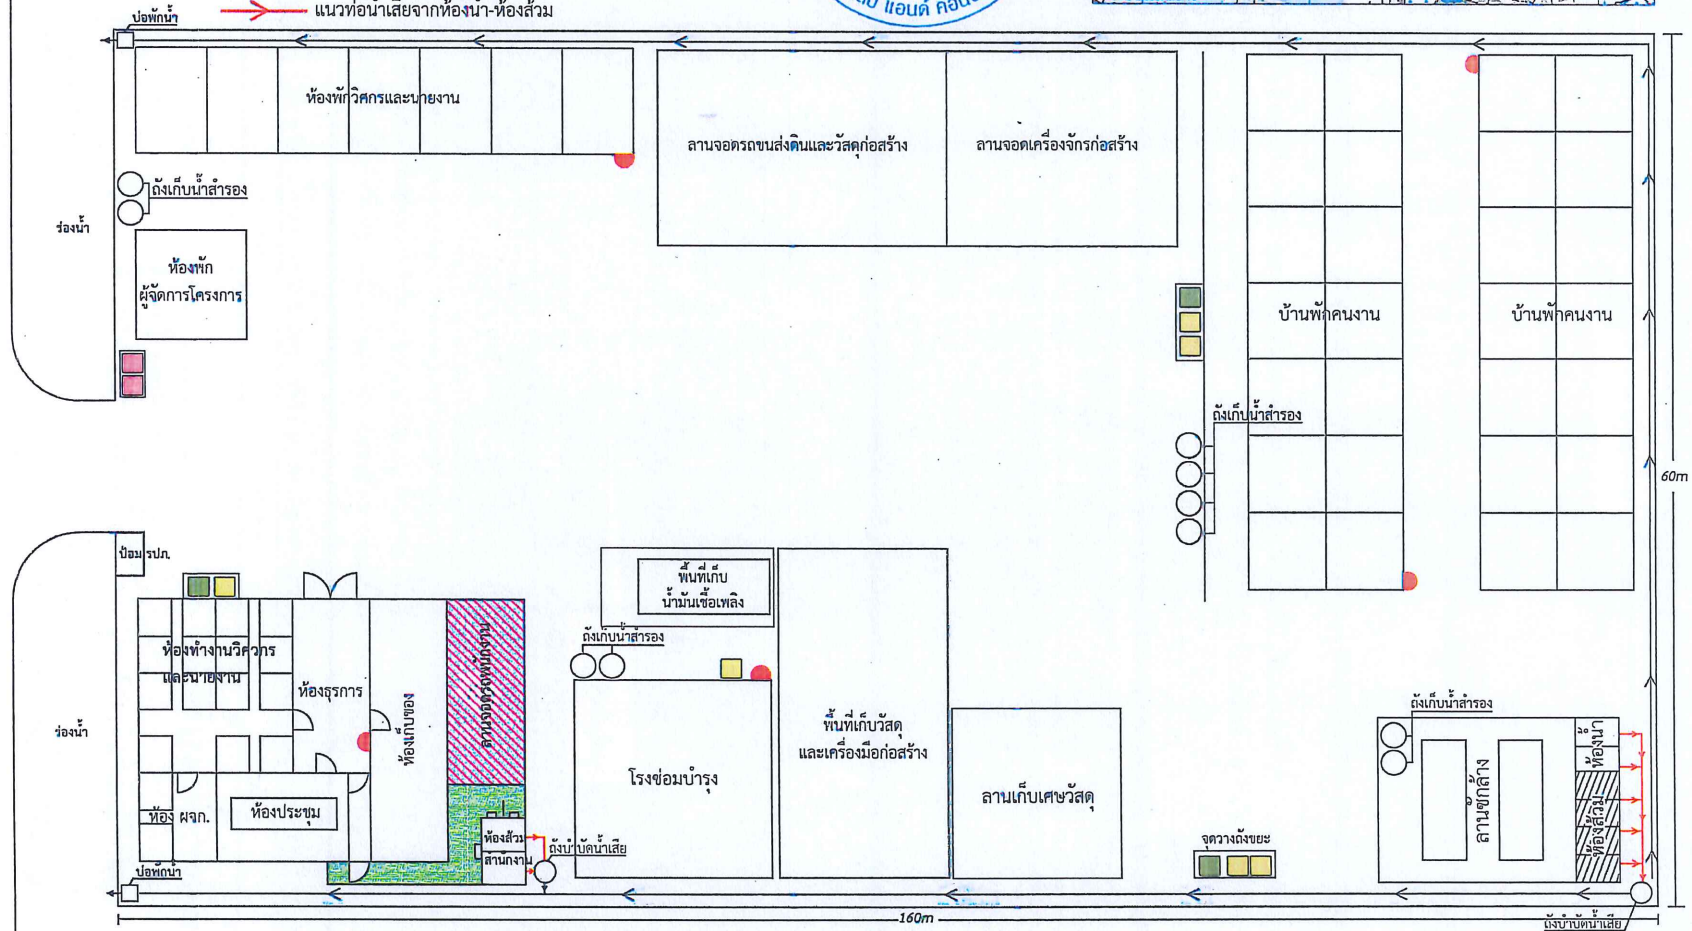 แนวท่อน้ำเสียจากห้องน้ำ-ห้องส้วม
แอนด์
บ่อพักน้ำ
ห้องพักวิศกรและนายงาน
ลานจอดรถขนส่งดินและวัสดุก่อสร้าง
ลานจอดเครื่องจักรก่อสร้าง
ถังเก็บน้ำสำรอง
ร่องน้ำ
ห้องพัก
ผู้จัดการโครงการ
บ้านพักคนงาน
บ้านพักคนงาน
ถังเก็บน้ำสำรอง
60m
ป้อม รปภ.
พื้นที่เก็บ
น้ำมันเชื้อเพลิง
ถังเก็บน้ำสำรอง
ห้องทำงานวิศวกร
และนายงาน
ห้องธุรการ
ห้องเก็บของ
ลานจอดรถพนักงาน
ร่องน้ำ
พื้นที่เก็บวัสดุ
และเครื่องมือก่อสร้าง
โรงซ่อมบำรุง
ลานเก็บเศษวัสดุ
ถังเก็บน้ำสำรอง
ห้องน้ำ
ลานซักล้าง
ห้องส้วม
ห้อง ผจก.
ห้องประชุม
ห้องส้วม
สำนักงาน
ถังบำบัดน้ำเสีย
จุดวางถังขยะ
บ่อพักน้ำ
160m
ถังบำบัดน้ำเสีย